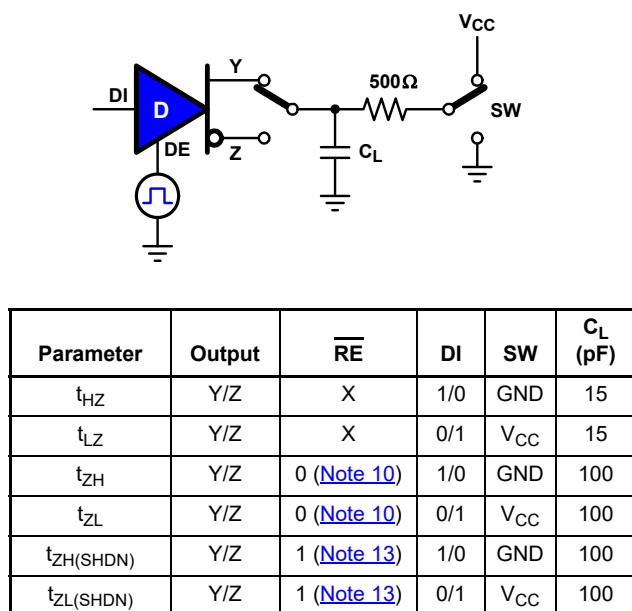 VCC
Y
500Ω
DI
D
SW
DE
Z
CL
Parameter Output RE DI SW CL (pF)
tHZ Y/Z X 1/0 GND 15
tLZ Y/Z X 0/1 VCC 15
tZH Y/Z 0 (Note 10) 1/0 GND 100
tZL Y/Z 0 (Note 10) 0/1 VCC 100
tZH(SHDN) Y/Z 1 (Note 13) 1/0 GND 100
tZL(SHDN) Y/Z 1 (Note 13) 0/1 VCC 100